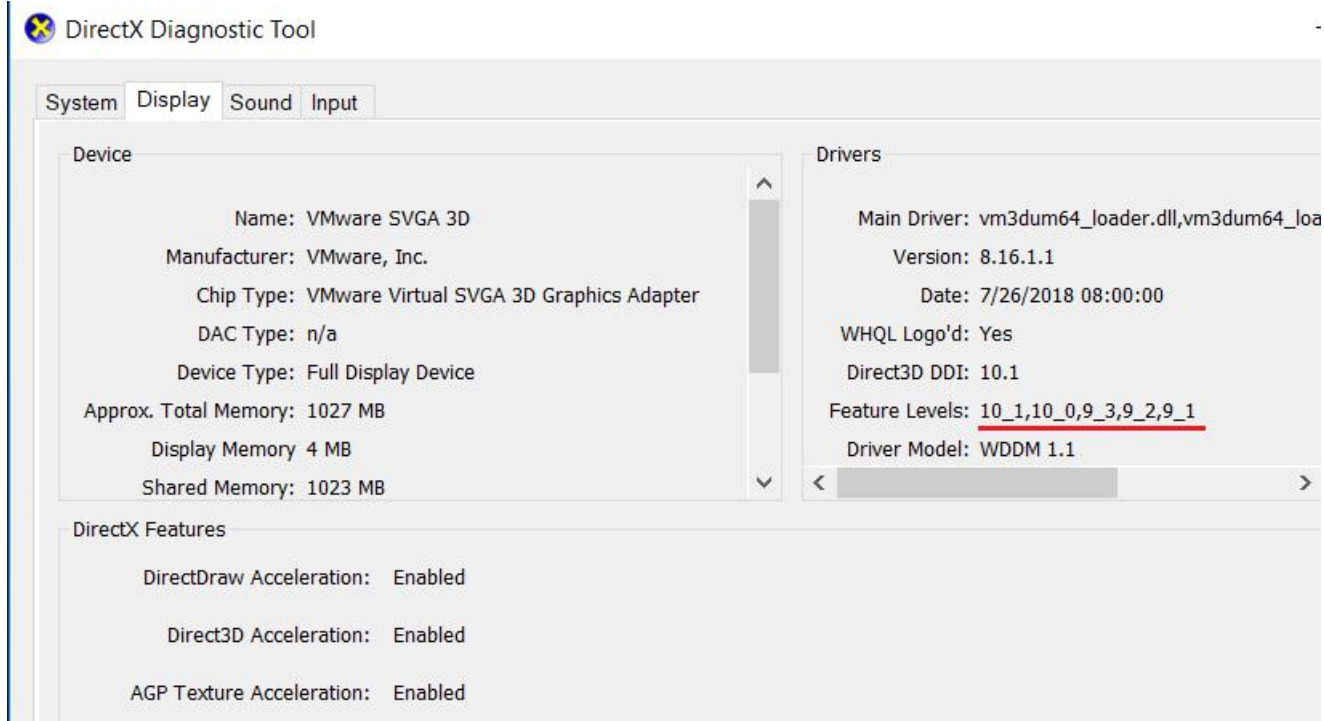 DirectX Diagnostic Tool
System Display Sound Input
Device
Name: VMware SVGA 3D
Manufacturer: VMware, Inc.
Chip Type: VMware Virtual SVGA 3D Graphics Adapter
DAC Type: n/a
Device Type: Full Display Device
Approx. Total Memory: 1027 MB
Display Memory 4 MB
Shared Memory: 1023 MB
Drivers
Main Driver: vm3dum64_loader.dll,vm3dum64_loa
Version: 8.16.1.1
Date: 7/26/2018 08:00:00
WHQL Logo'd: Yes
Direct3D DDI: 10.1
Feature Levels: 10_1,10_0,9_3,9_2,9_1
Driver Model: WDDM 1.1
DirectX Features
DirectDraw Acceleration: Enabled
Direct3D Acceleration: Enabled
AGP Texture Acceleration: Enabled